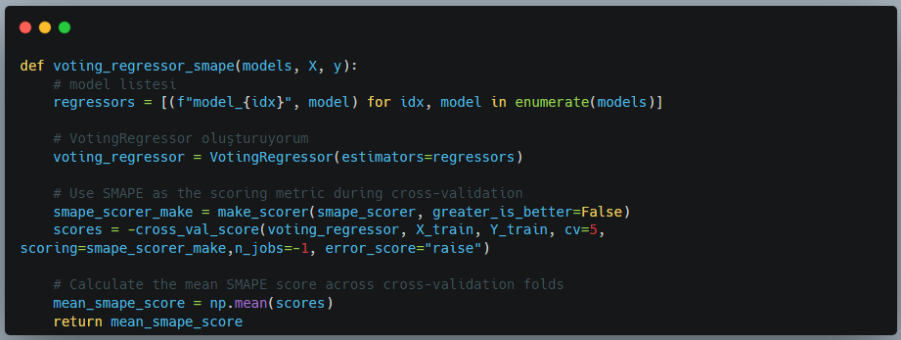 def voting_regressor_smape(models, X, y):
    # model listesi
    regressors = [(f"model_{idx}", model) for idx, model in enumerate(models)]
    # VotingRegressor oluşturuyorum
    voting_regressor = VotingRegressor(estimators=regressors)
    # Use SMAPE as the scoring metric during cross-validation
    smape_scorer_make = make_scorer(smape_scorer, greater_is_better=False)
    scores = -cross_val_score(voting_regressor, X_train, Y_train, cv=5,
scoring=smape_scorer_make,n_jobs=-1, error_score="raise")
    # Calculate the mean SMAPE score across cross-validation folds
    mean_smape_score = np.mean(scores)
    return mean_smape_score